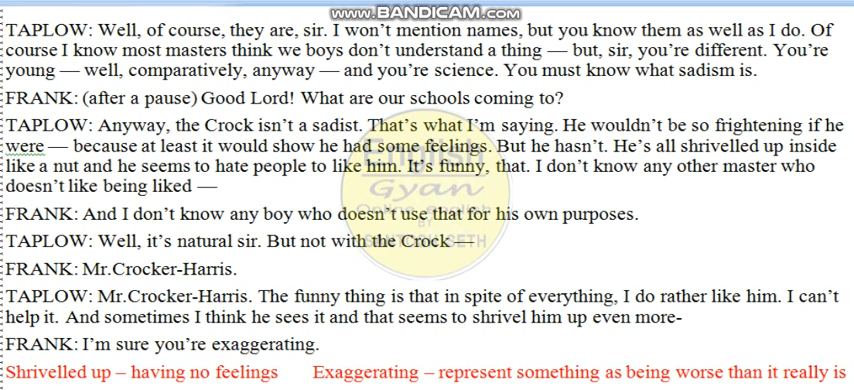 www.BANDICAM.com
TAPLOW: Well, of course, they are, sir. I won't mention names, but you know them as well as I do. Of
course I know most masters think we boys don't understand a thing — but, sir, you're different. You're
young — well, comparatively, anyway — and you're science. You must know what sadism is.
FRANK: (after a pause) Good Lord! What are our schools coming to?
TAPLOW: Anyway, the Crock isn't a sadist. That's what I'm saying. He wouldn't be so frightening if he
were — because at least it would show he had some feelings. But he hasn't. He's all shrivelled up inside
like a nut and he seems to hate people to like him. It's funny, that. I don't know any other master who
doesn't like being liked —
FRANK: And I don't know any boy who doesn't use that for his own purposes.
TAPLOW: Well, it's natural sir. But not with the Crock —
FRANK: Mr.Crocker-Harris.
TAPLOW: Mr.Crocker-Harris. The funny thing is that in spite of everything, I do rather like him. I can't
help it. And sometimes I think he sees it and that seems to shrivel him up even more-
FRANK: I'm sure you're exaggerating.
Shrivelled up – having no feelings Exaggerating – represent something as being worse than it really is
English
Gyan
BY
SETH